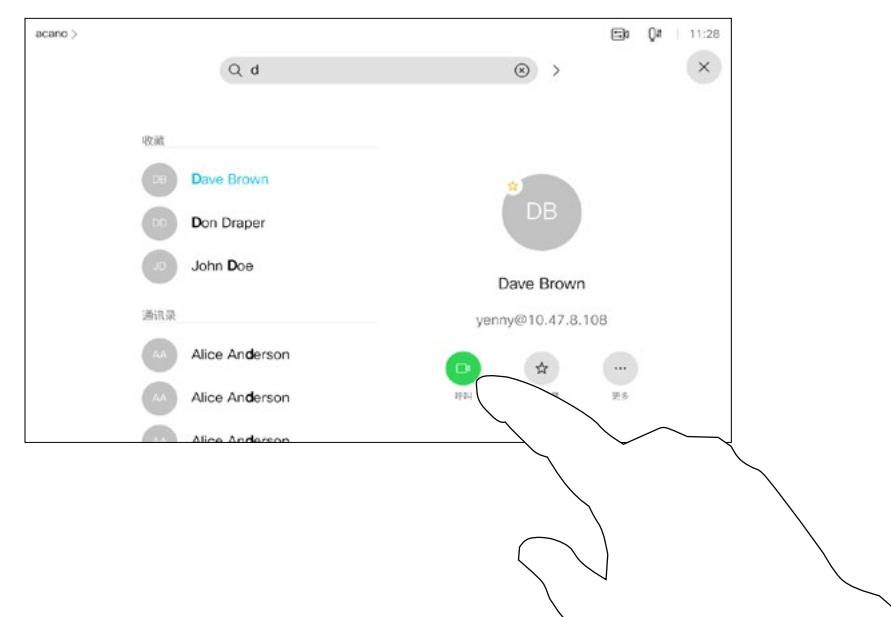 acano >
11:28
d
收藏
DB Dave Brown
DD Don Draper
JD John Doe
通讯录
AA Alice Anderson
AA Alice Anderson
AA Alice Anderson
DB
Dave Brown
yenny@10.47.8.108
呼叫
更多